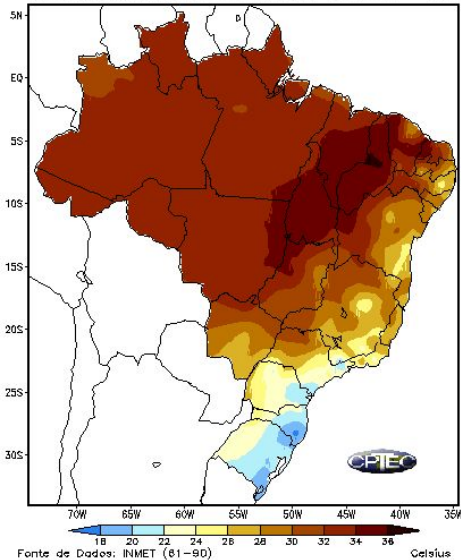 5N
EQ
5S
10S
15S
20S
25S
30S
70W 65W 60W 55W 50W 45W 40W 35W
CPTEC
18 20 22 24 26 28 30 32 34 36
Fonte de Dados: INMET (61-90) Celsius